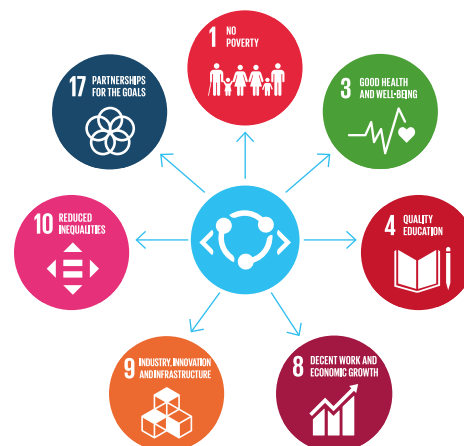 1 NO
POVERTY
3 GOOD HEALTH
AND WELL-BEING
4 QUALITY
EDUCATION
8 DECENT WORK AND
ECONOMIC GROWTH
9 INDUSTRY, INNOVATION
AND INFRASTRUCTURE
10 REDUCED
INEQUALITIES
17 PARTNERSHIPS
FOR THE GOALS